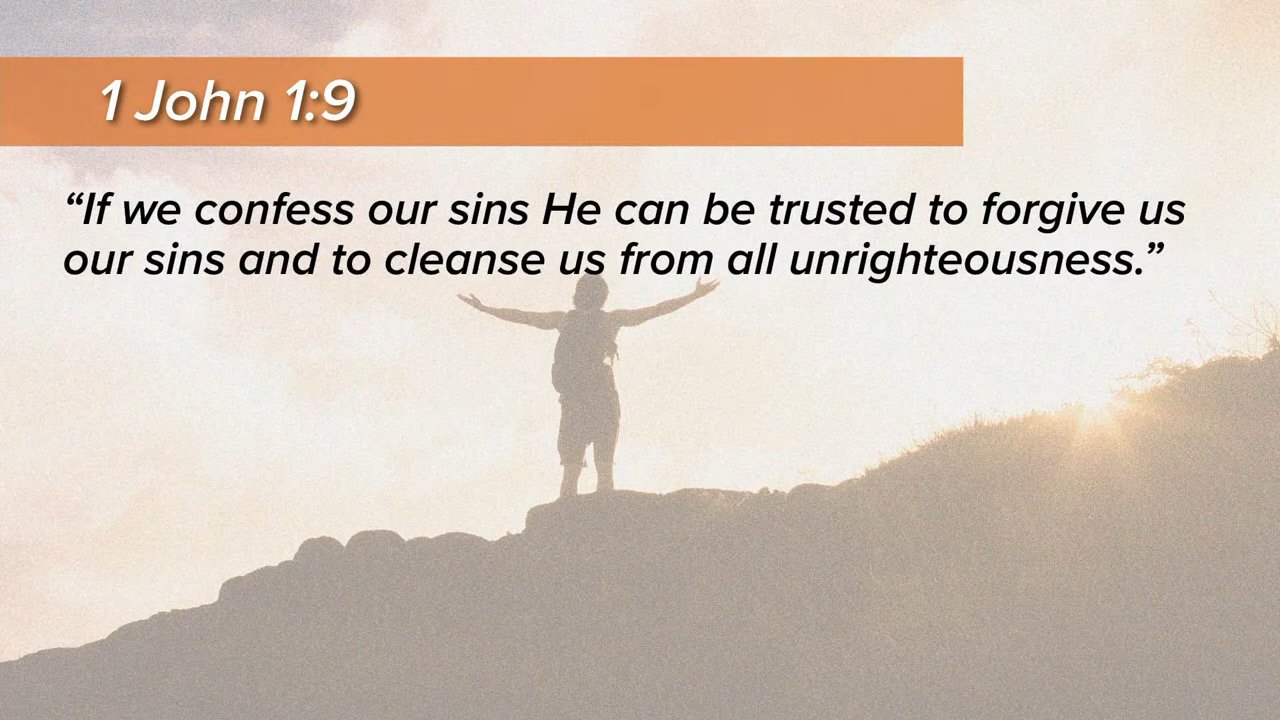 1 John 1:9
“If we confess our sins He can be trusted to forgive us
our sins and to cleanse us from all unrighteousness.”